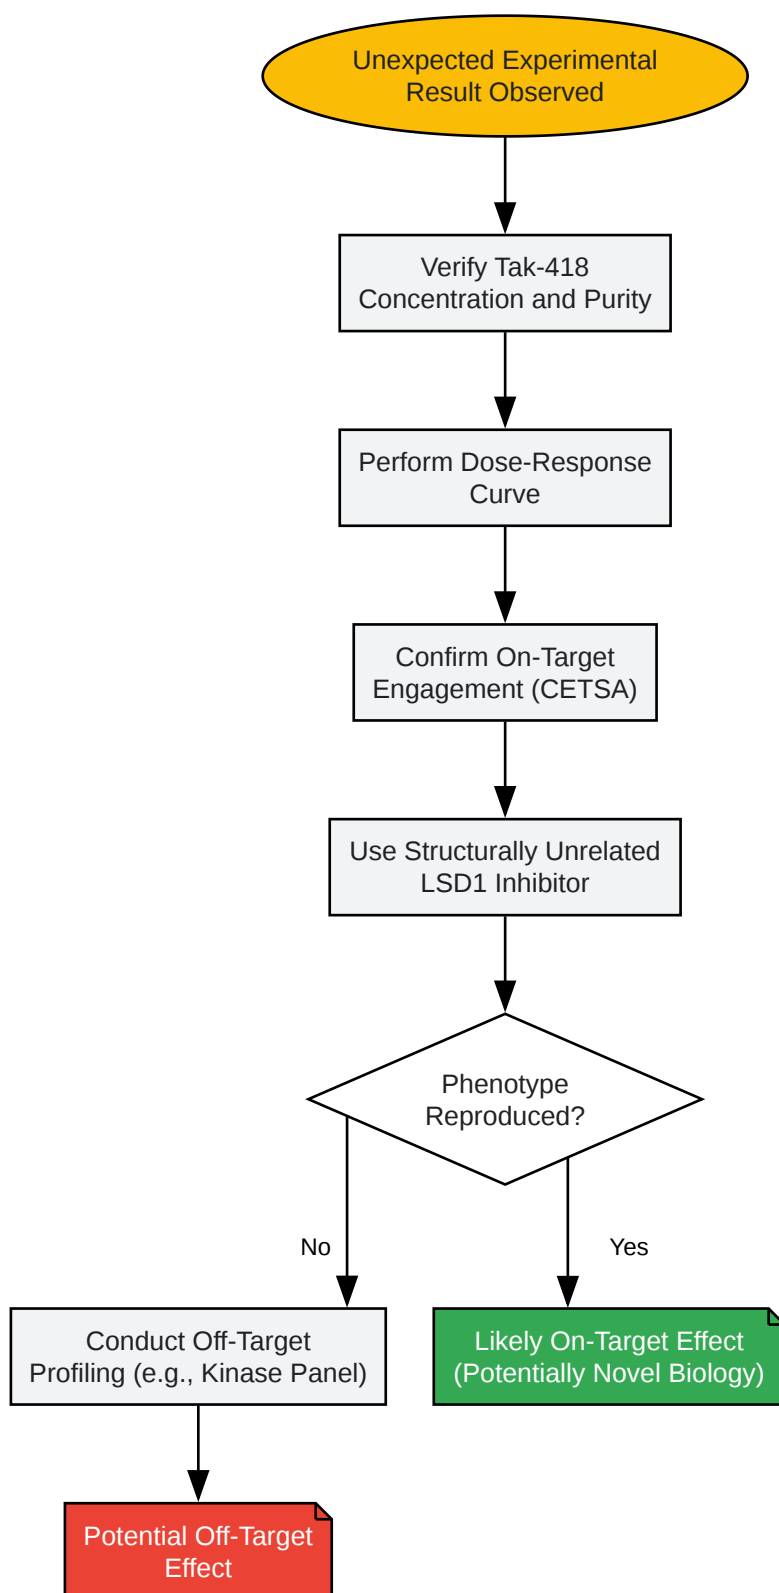 Unexpected Experimental
Result Observed
Verify Tak-418
Concentration and Purity
Perform Dose-Response
Curve
Confirm On-Target
Engagement (CETSA)
Use Structurally Unrelated
LSD1 Inhibitor
Phenotype
Reproduced?
No
Yes
Conduct Off-Target
Profiling (e.g., Kinase Panel)
Likely On-Target Effect
(Potentially Novel Biology)
Potential Off-Target
Effect